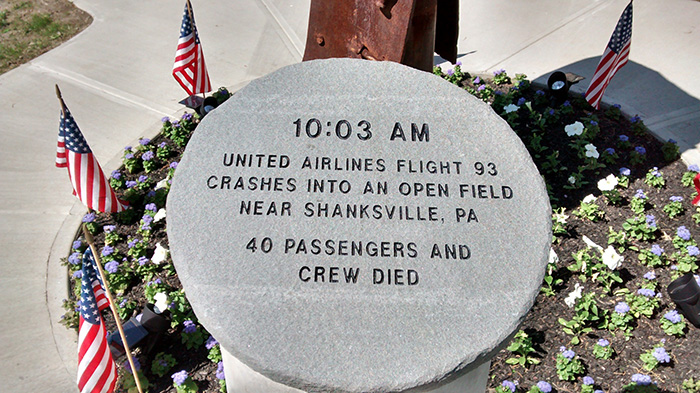 10:03 AM
UNITED AIRLINES FLIGHT 93
CRASHES INTO AN OPEN FIELD
NEAR SHANKSVILLE, PA
40 PASSENGERS AND
CREW DIED